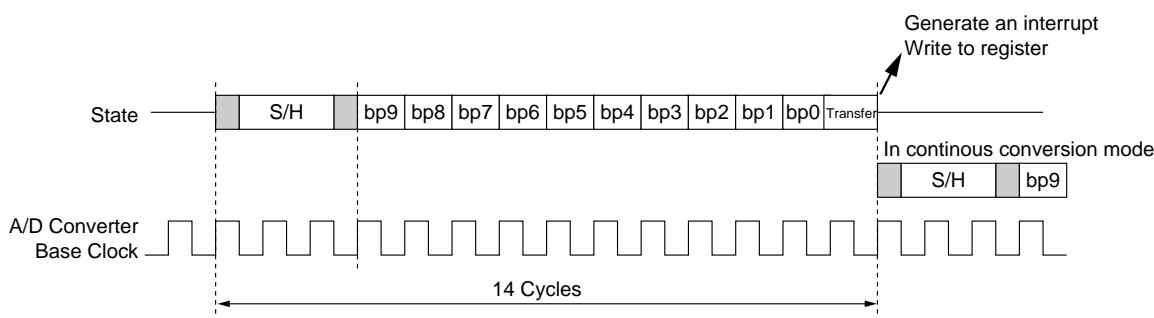 Generate an interrupt
Write to register
State S/H bp9 bp8 bp7 bp6 bp5 bp4 bp3 bp2 bp1 bp0 Transfer
In continous conversion mode
S/H bp9
A/D Converter
Base Clock
14 Cycles